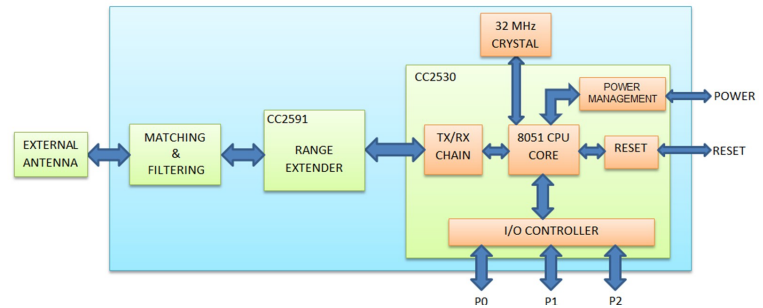 32 MHz
CRYSTAL
CC2530
POWER
MANAGEMENT
POWER
CC2591
EXTERNAL
ANTENNA
MATCHING
&
FILTERING
RANGE
EXTENDER
TX/RX
CHAIN
8051 CPU
CORE
RESET
RESET
I/O CONTROLLER
P0
P1
P2